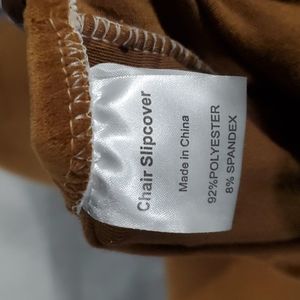 Chair Slipcover
Made in China
92%POLYESTER
8% SPANDEX